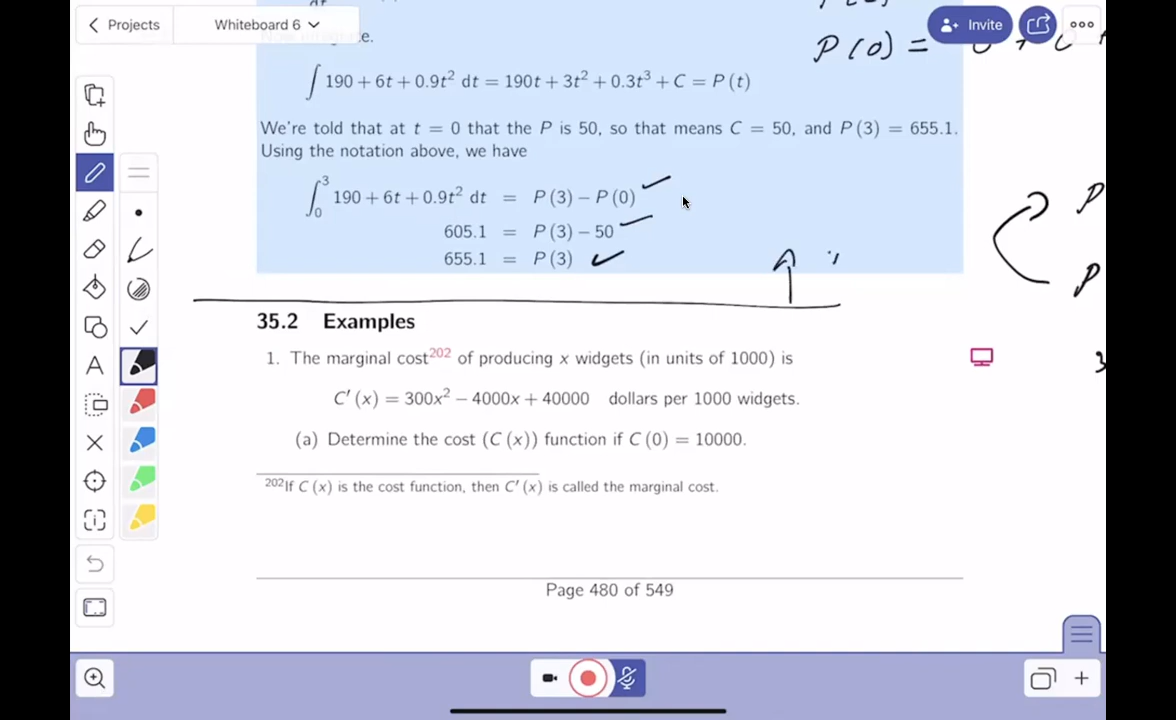 Projects
Whiteboard 6
Invite
P(0) = 0 + C +
∫ 190 + 6t + 0.9t² dt = 190t + 3t² + 0.3t³ + C = P (t)
We're told that at t = 0 that the P is 50, so that means C = 50, and P (3) = 655.1.
Using the notation above, we have
∫₀³ 190 + 6t + 0.9t² dt = P (3) − P (0)
605.1 = P (3) − 50
655.1 = P (3)
P
P
3
35.2 Examples
1. The marginal cost²⁰² of producing x widgets (in units of 1000) is
C′ (x) = 300x² − 4000x + 40000 dollars per 1000 widgets.
(a) Determine the cost (C (x)) function if C (0) = 10000.
²⁰²If C (x) is the cost function, then C′ (x) is called the marginal cost.
Page 480 of 549